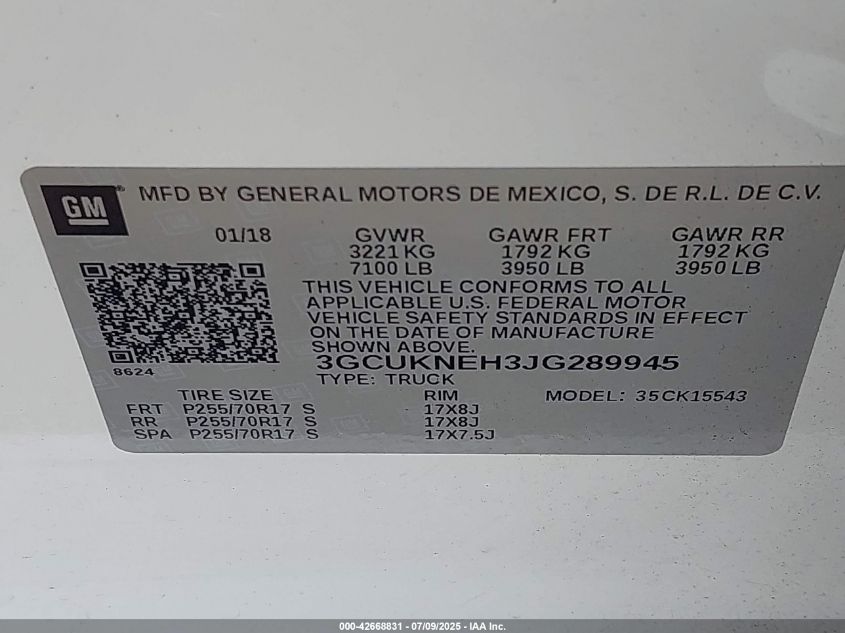 GM® MFD BY GENERAL MOTORS DE MEXICO, S. DE R.L. DE C.V.
01/18 GVWR GAWR FRT GAWR RR
3221 KG 1792 KG 1792 KG
7100 LB 3950 LB 3950 LB
THIS VEHICLE CONFORMS TO ALL
APPLICABLE U.S. FEDERAL MOTOR
VEHICLE SAFETY STANDARDS IN EFFECT
ON THE DATE OF MANUFACTURE
SHOWN ABOVE.
3GCUKNEH3JG289945
8624 TYPE: TRUCK
TIRE SIZE RIM MODEL: 35CK15543
FRT P255/70R17 S 17X8J
RR P255/70R17 S 17X8J
SPA P255/70R17 S 17X7.5J
000-42668831 - 07/09/2025 - IAA Inc.